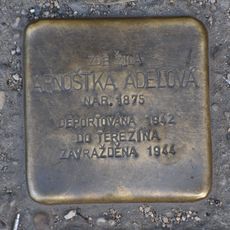 ZDE ŽILA
ARNOŠTKA ADELOVÁ
NAR. 1875
DEPORTOVÁNA 1942
DO TEREZÍNA
ZAVRAŽDĚNA 1944